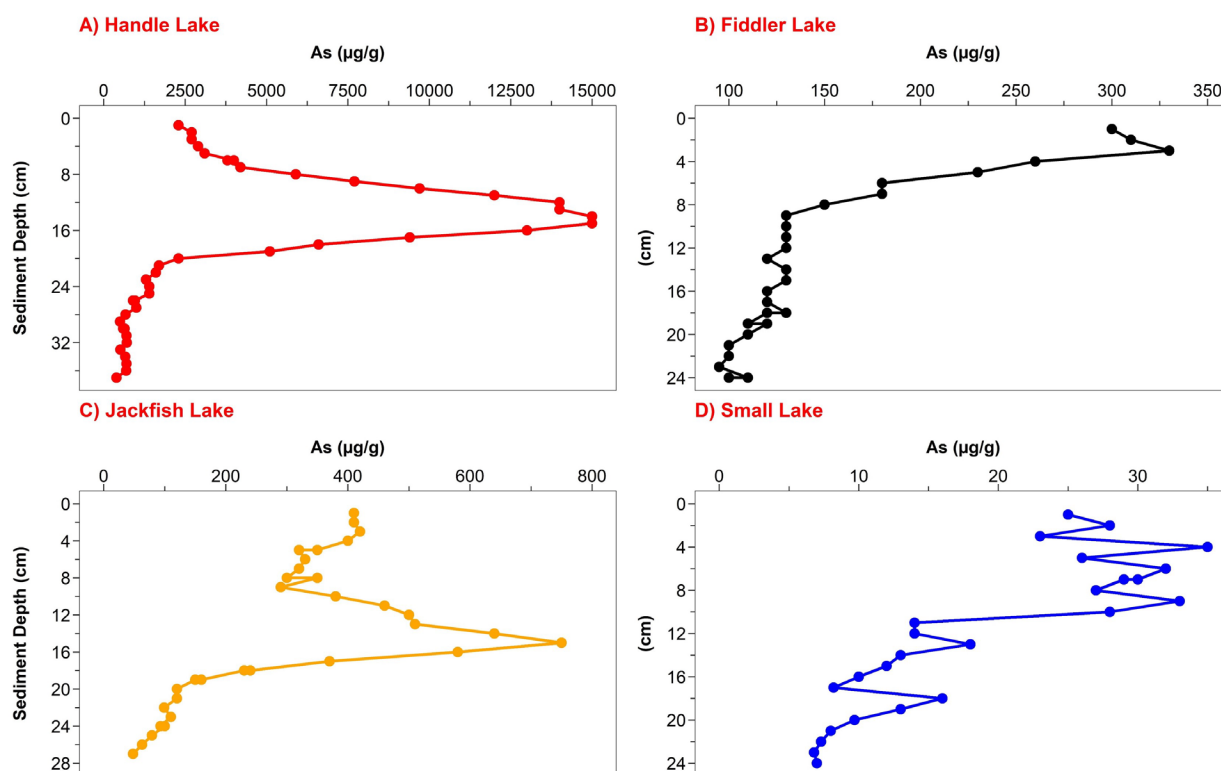 A) Handle Lake
As (µg/g)
0 2500 5000 7500 10000 12500 15000
Sediment Depth (cm)
0
8
16
24
32
B) Fiddler Lake
As (µg/g)
100 150 200 250 300 350
(cm)
0
4
8
12
16
20
24
C) Jackfish Lake
As (µg/g)
0 200 400 600 800
Sediment Depth (cm)
0
4
8
12
16
20
24
28
D) Small Lake
As (µg/g)
0 10 20 30
(cm)
0
4
8
12
16
20
24